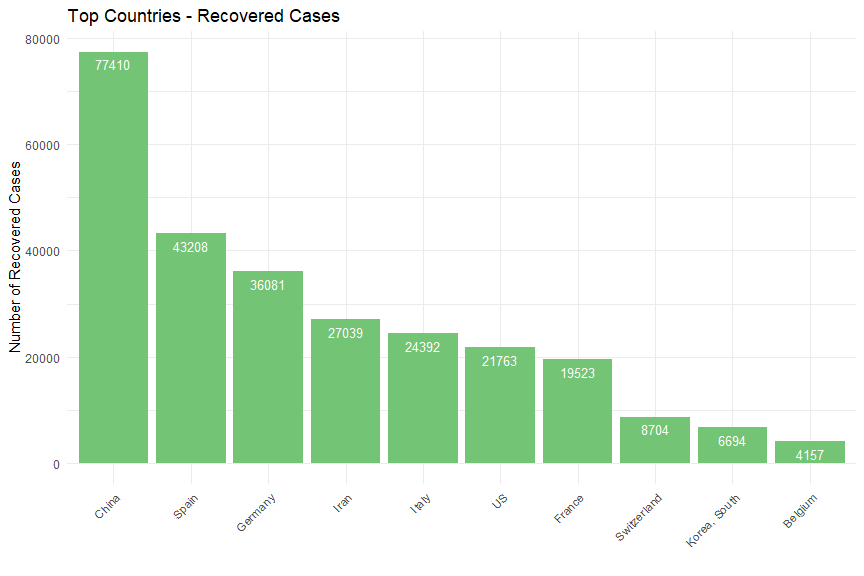 Top Countries - Recovered Cases
Number of Recovered Cases
80000
60000
40000
20000
0
77410
43208
36081
27039
24392
21763
19523
8704
6694
4157
China
Spain
Germany
Iran
Italy
US
France
Switzerland
Korea, South
Belgium